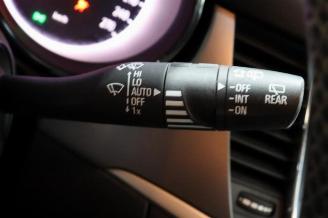 HI
LO
AUTO
OFF
1x
OFF
INT
ON
REAR